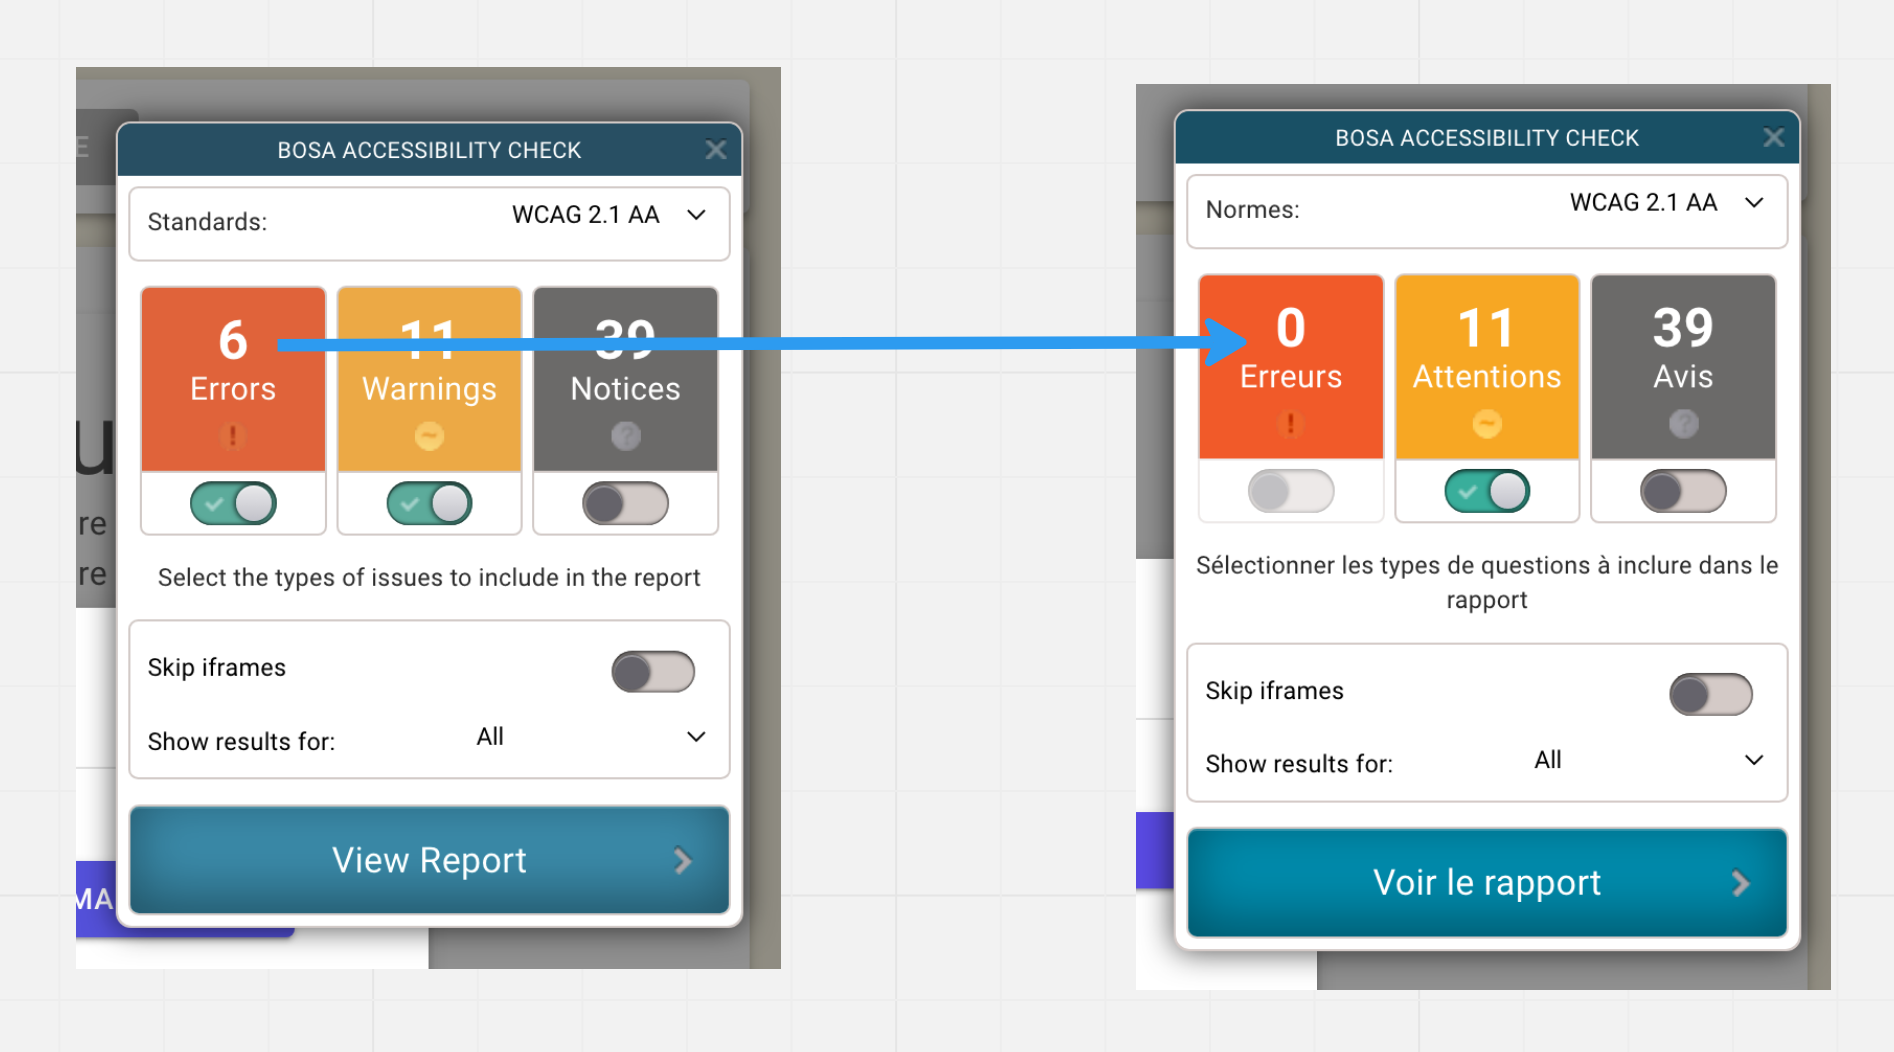 E
BOSA ACCESSIBILITY CHECK
Standards:
WCAG 2.1 AA
6
Errors
11
Warnings
39
Notices
Select the types of issues to include in the report
Skip iframes
Show results for:
All
View Report
u
re
re
MA
BOSA ACCESSIBILITY CHECK
Normes:
WCAG 2.1 AA
0
Erreurs
11
Attentions
39
Avis
Sélectionner les types de questions à inclure dans le
rapport
Skip iframes
Show results for:
All
Voir le rapport